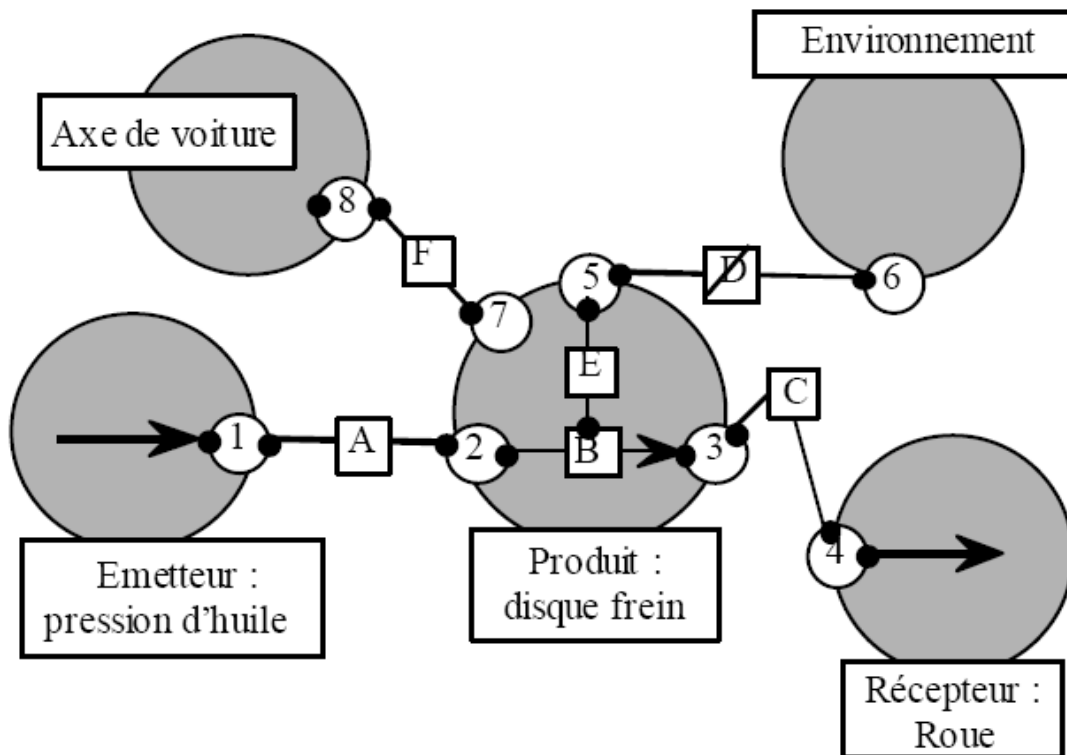 Environnement
Axe de voiture
8
F
5
D
6
7
E
C
1
A
2
B
3
4
Emetteur :
pression d'huile
Produit :
disque frein
Récepteur :
Roue